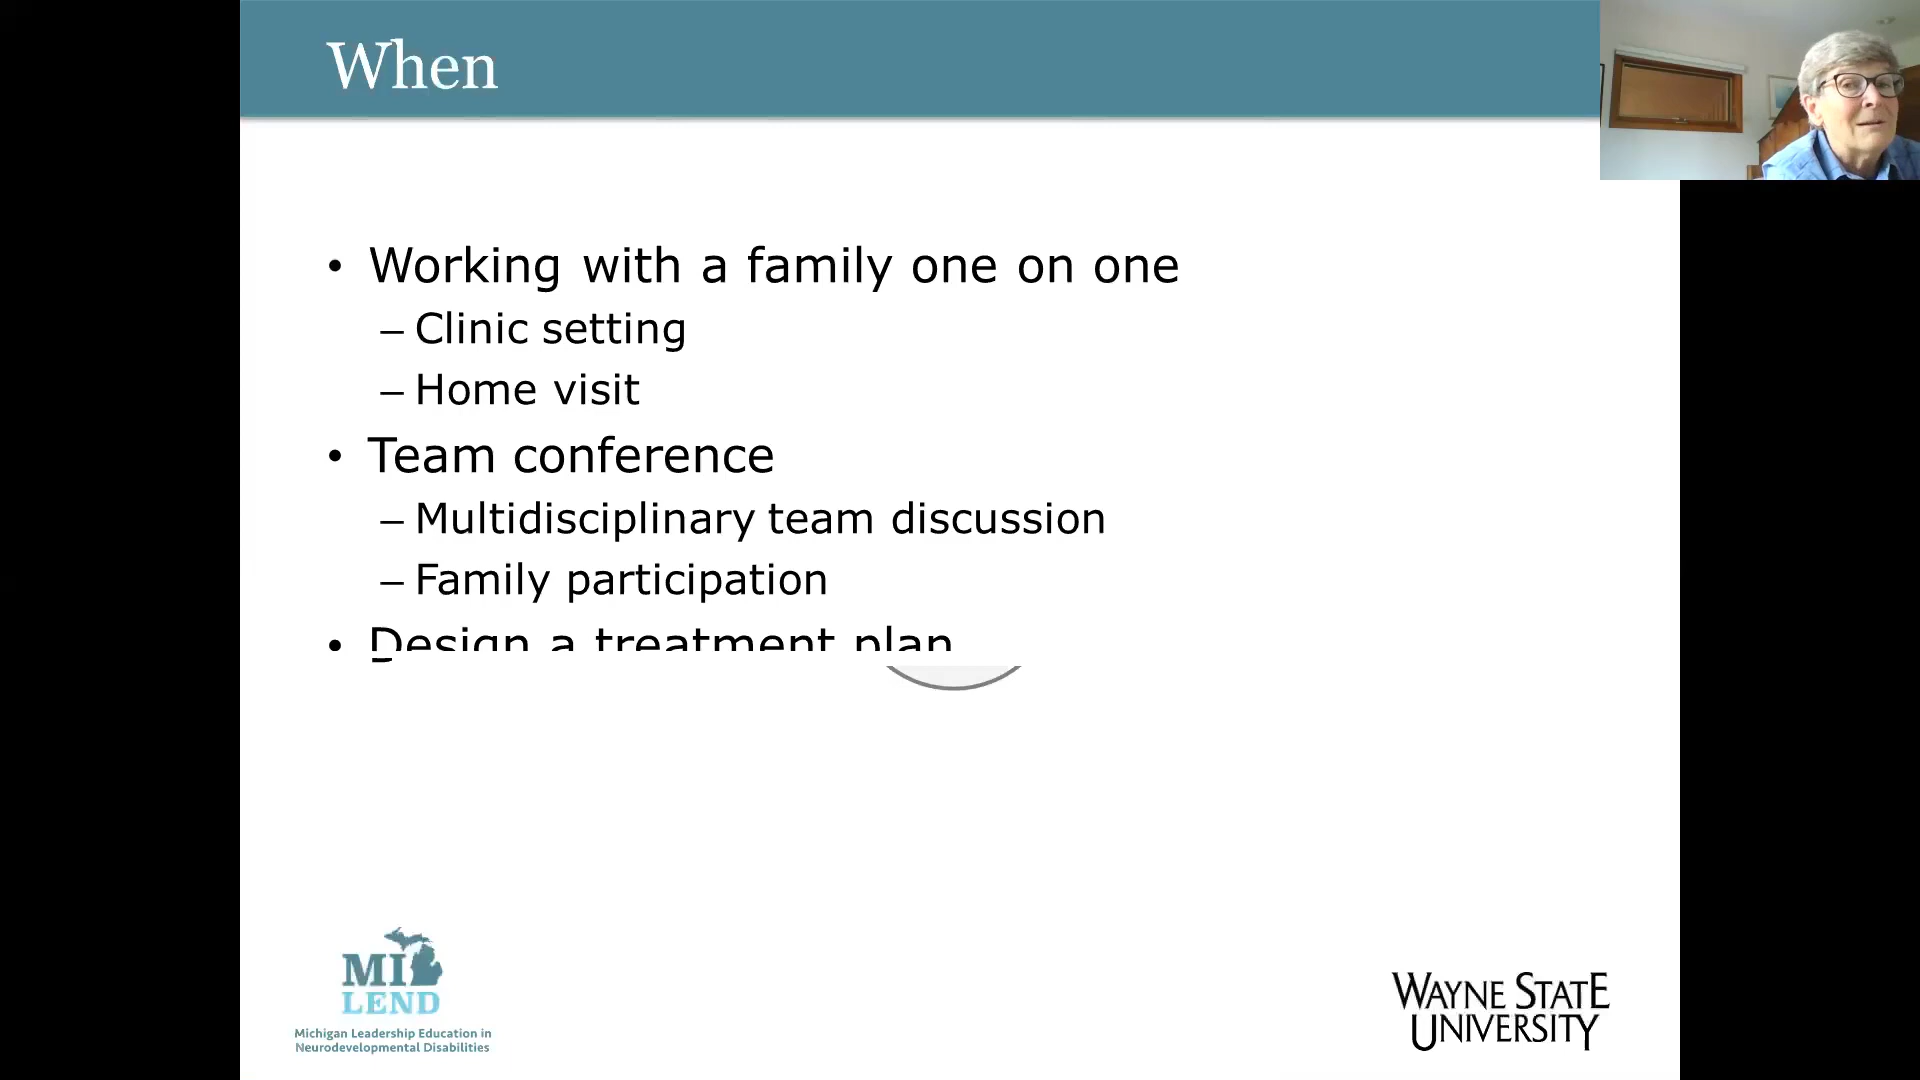 When
• Working with a family one on one
– Clinic setting
– Home visit
• Team conference
– Multidisciplinary team discussion
– Family participation
• Design a treatment plan
MI
LEND
Michigan Leadership Education in
Neurodevelopmental Disabilities
WAYNE STATE
UNIVERSITY